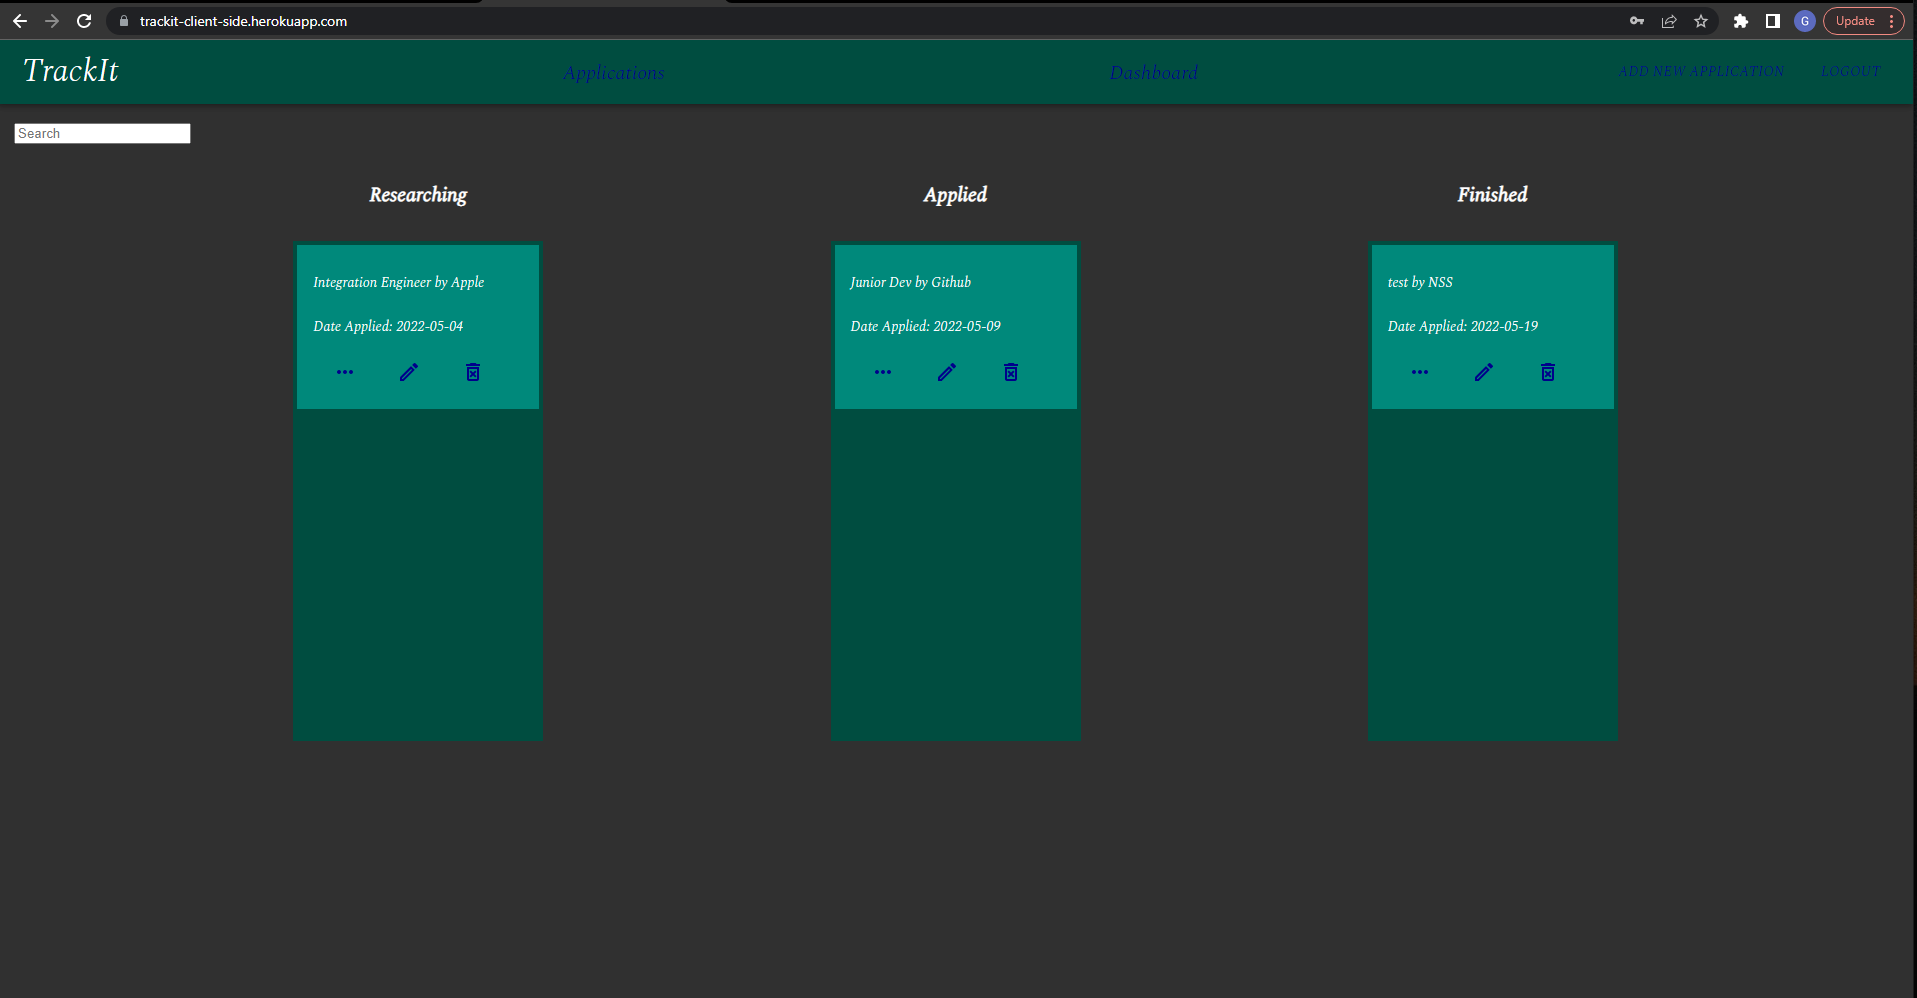 trackit-client-side.herokuapp.com
G
Update
TrackIt
Applications
Dashboard
ADD NEW APPLICATION
LOGOUT
Search
Researching
Applied
Finished
Integration Engineer by Apple
Date Applied: 2022-05-04
Junior Dev by Github
Date Applied: 2022-05-09
test by NSS
Date Applied: 2022-05-19